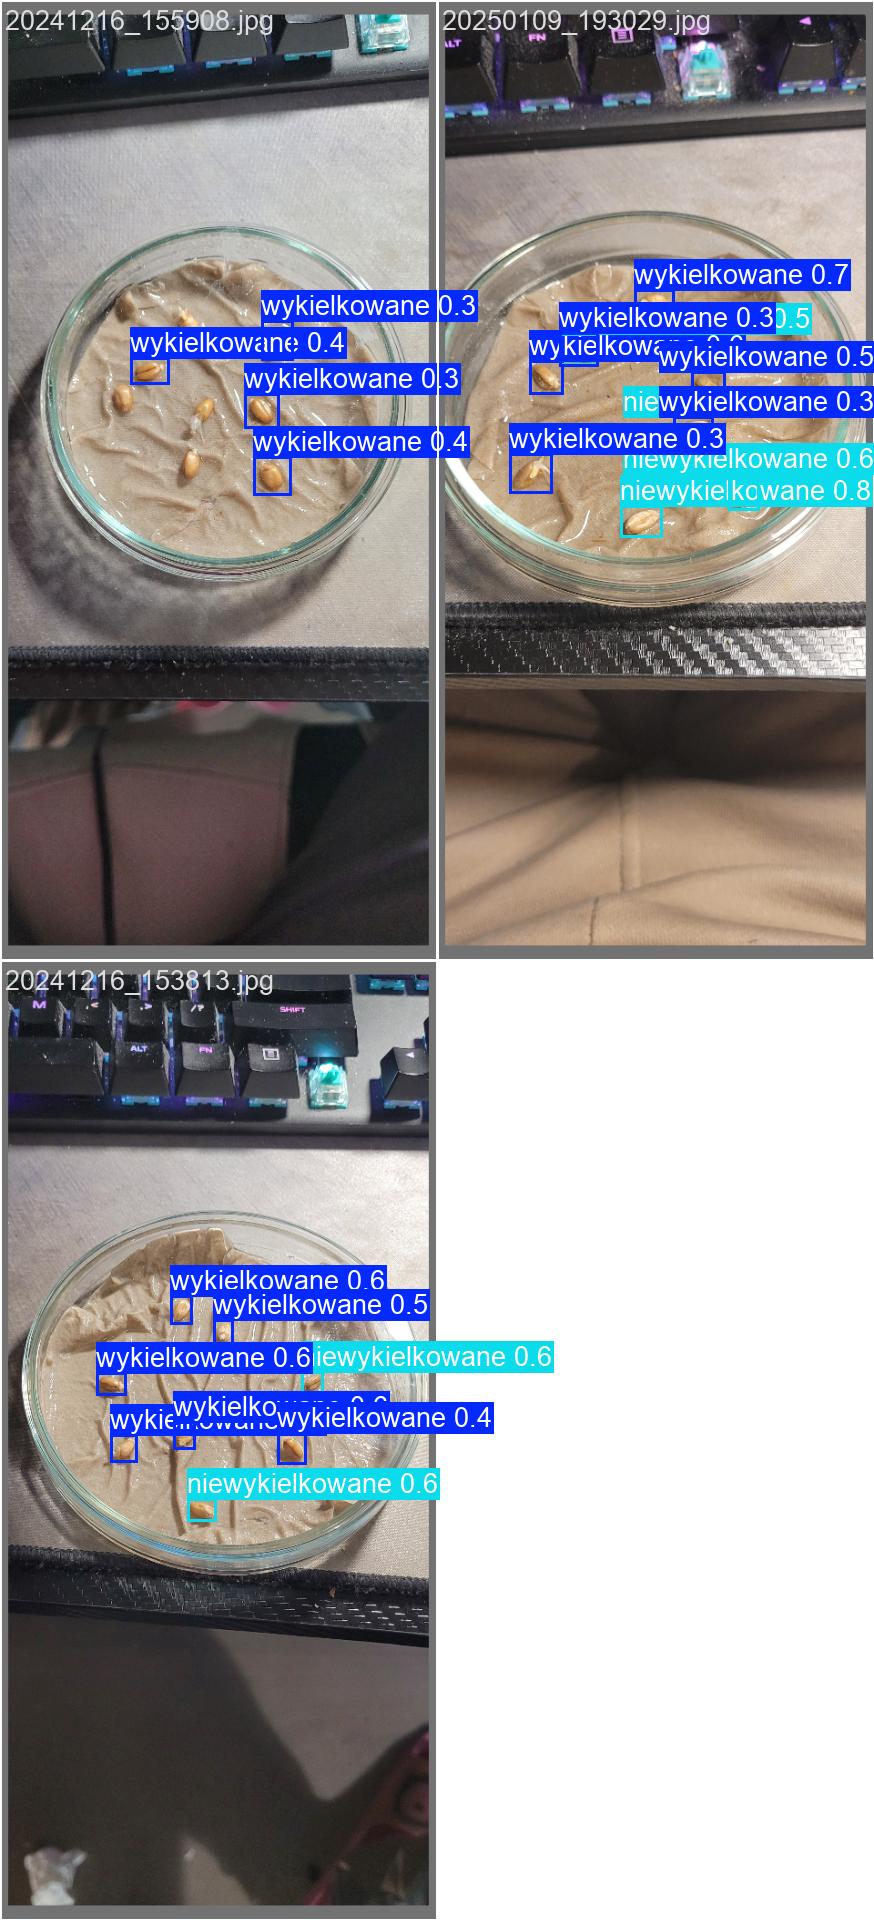 20241216_155908.jpg
wykielkowane 0.3
wykielkowane 0.4
wykielkowane 0.3
wykielkowane 0.4
20250109_193029.jpg
ALT
FN
wykielkowane 0.7
wykielkowane 0.3
0.5
wykielkowane 0.5
wykielkowane 0.3
wykielkowane 0.3
niewykielkowane 0.6
niewykielkowane 0.8
20241216_153813.jpg
M < .> /?
SHIFT
ALT FN
wykielkowane 0.6
wykielkowane 0.5
wykielkowane 0.6
iewykielkowane 0.6
wykielkowane
wykielkowane 0.4
niewykielkowane 0.6